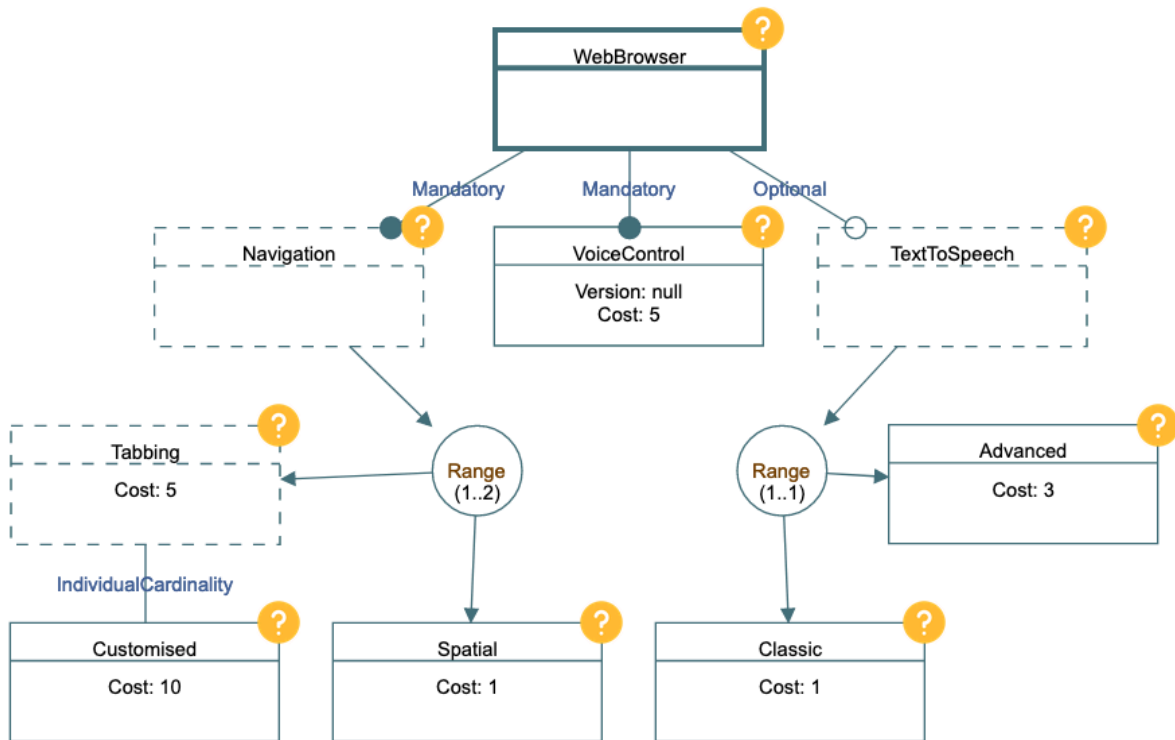 ?
WebBrowser
Mandatory
Mandatory
Optional
?
?
?
Navigation
VoiceControl
TextToSpeech
Version: null
Cost: 5
?
?
Tabbing
Cost: 5
Range
(1..2)
Range
(1..1)
Advanced
Cost: 3
IndividualCardinality
?
?
?
Customised
Spatial
Classic
Cost: 10
Cost: 1
Cost: 1